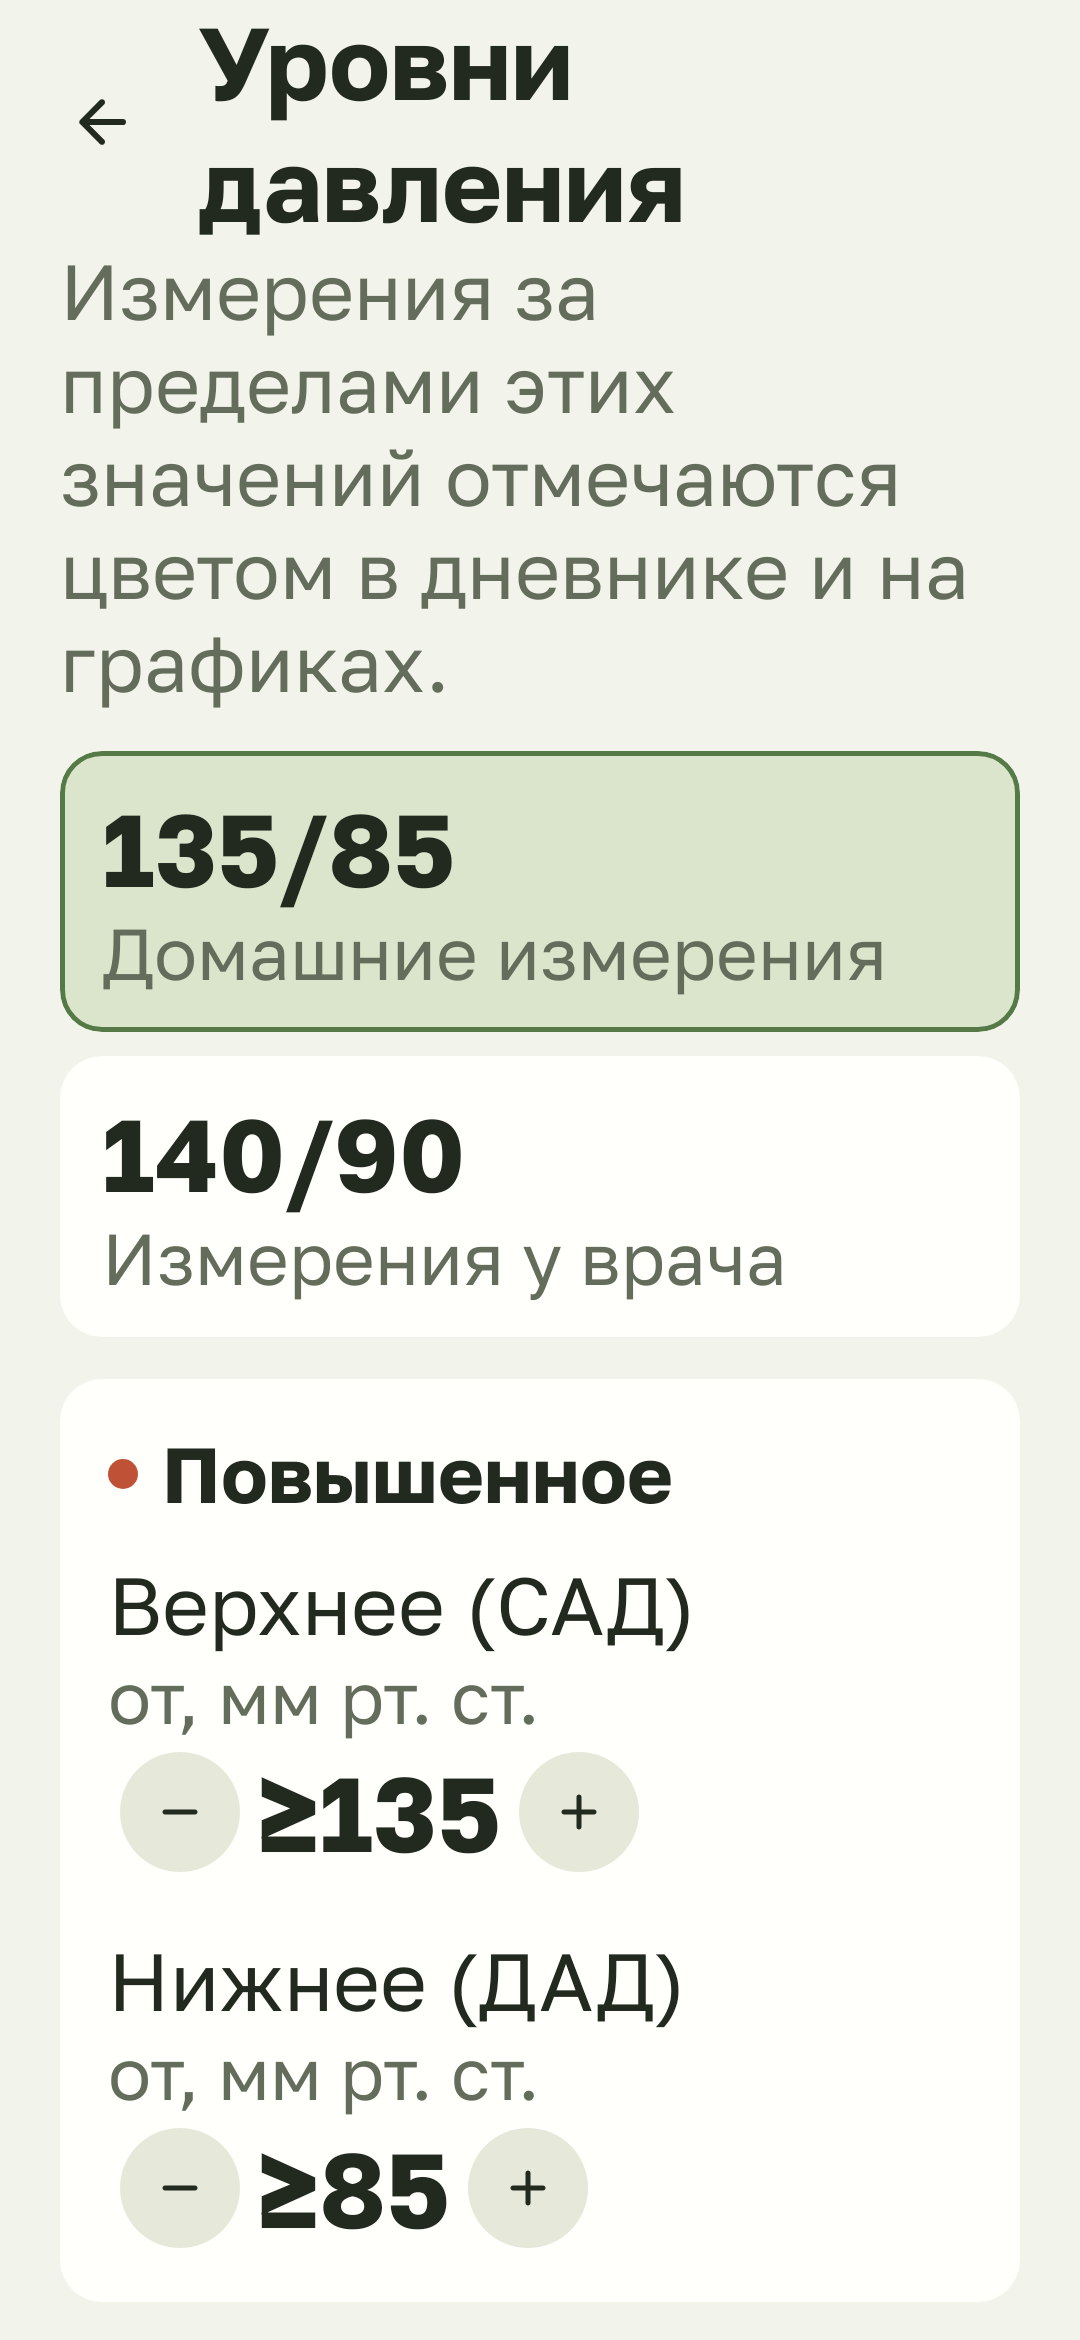 Уровни
давления
Измерения за
пределами этих
значений отмечаются
цветом в дневнике и на
графиках.
135/85
Домашние измерения
140/90
Измерения у врача
Повышенное
Верхнее (САД)
от, мм рт. ст.
− ≥135 +
Нижнее (ДАД)
от, мм рт. ст.
− ≥85 +